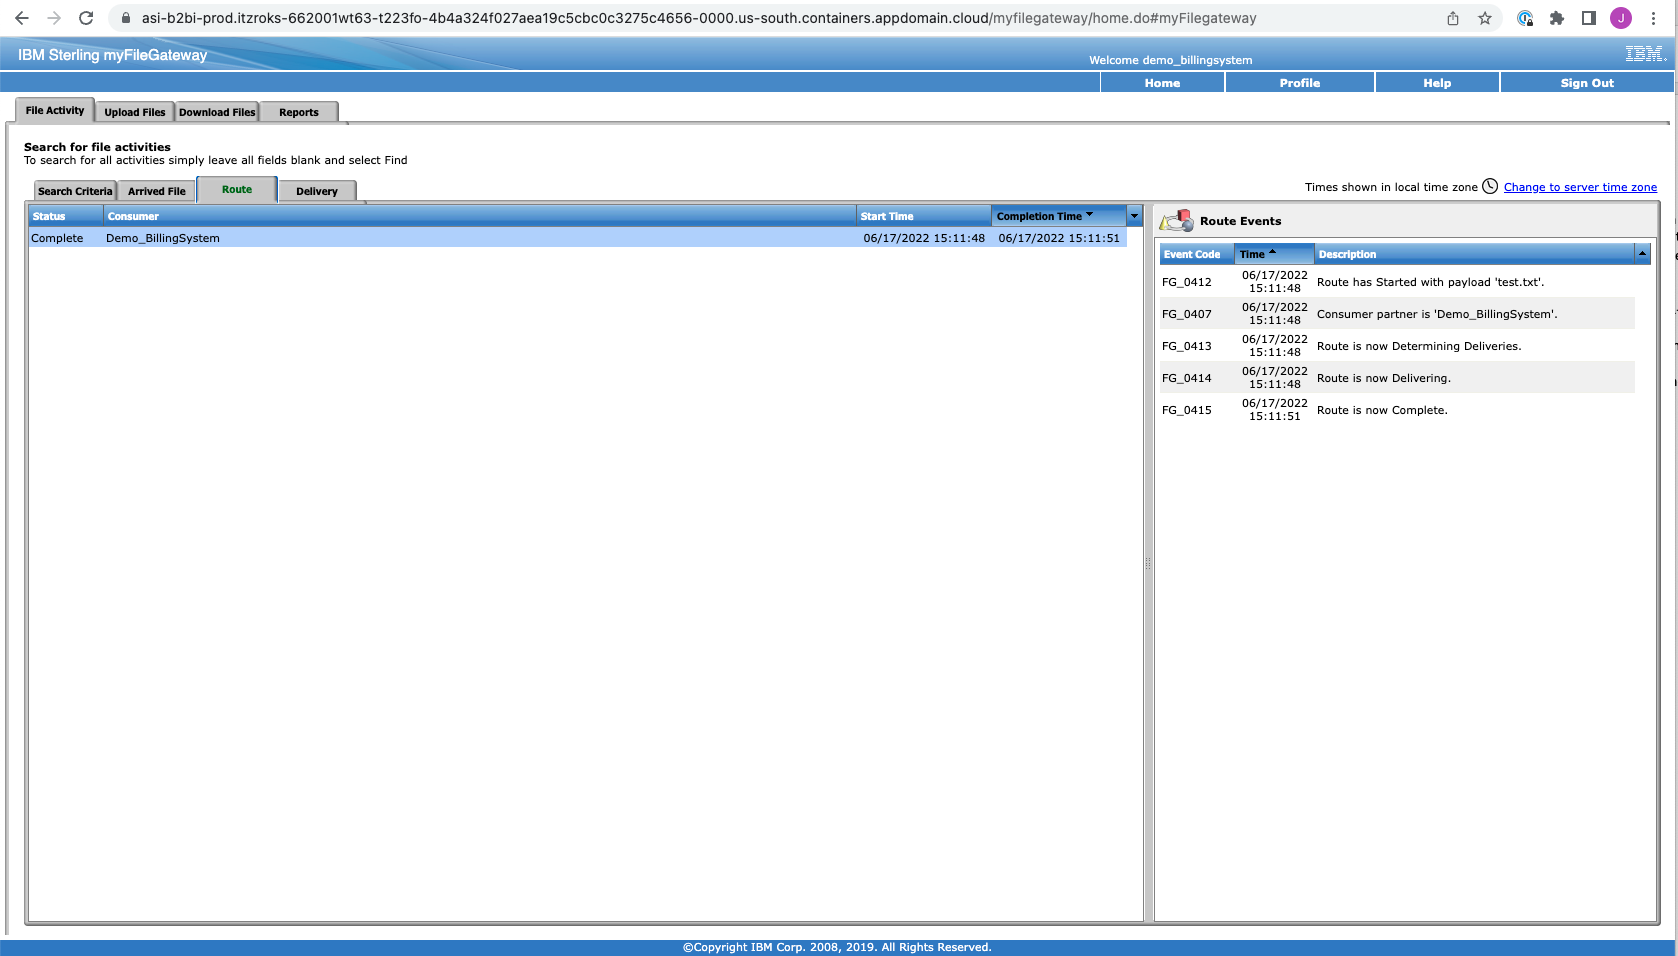 asi-b2bi-prod.itzroks-662001wt63-t223fo-4b4a324f027aea19c5cbc0c3275c4656-0000.us-south.containers.appdomain.cloud/myfilegateway/home.do#myFilegateway
J
IBM Sterling myFileGateway
Welcome demo_billingsystem
IBM
Home Profile Help Sign Out
File Activity Upload Files Download Files Reports
Search for file activities
To search for all activities simply leave all fields blank and select Find
Search Criteria Arrived File Route Delivery
Times shown in local time zone Change to server time zone
Status Consumer Start Time Completion Time
Complete Demo_BillingSystem 06/17/2022 15:11:48 06/17/2022 15:11:51
Route Events
Event Code Time Description
FG_0412 06/17/2022 15:11:48 Route has Started with payload 'test.txt'.
FG_0407 06/17/2022 15:11:48 Consumer partner is 'Demo_BillingSystem'.
FG_0413 06/17/2022 15:11:48 Route is now Determining Deliveries.
FG_0414 06/17/2022 15:11:48 Route is now Delivering.
FG_0415 06/17/2022 15:11:51 Route is now Complete.
©Copyright IBM Corp. 2008, 2019. All Rights Reserved.